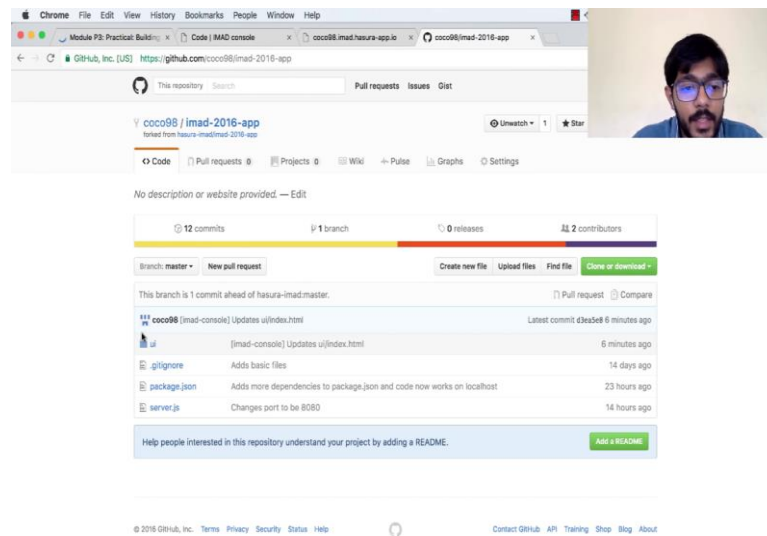 Chrome File Edit View History Bookmarks People Window Help
Module P3: Practical: Building × Code | IMAD console × coco98.imad.hasura-app.io × coco98/imad-2016-app ×
GitHub, Inc. [US] https://github.com/coco98/imad-2016-app
This repository Search Pull requests Issues Gist
coco98 / imad-2016-app Unwatch 1 Star
forked from hasura-imad/imad-2016-app
Code Pull requests 0 Projects 0 Wiki Pulse Graphs Settings
No description or website provided. — Edit
12 commits 1 branch 0 releases 2 contributors
Branch: master New pull request Create new file Upload files Find file Clone or download
This branch is 1 commit ahead of hasura-imad:master. Pull request Compare
coco98 [imad-console] Updates ui/index.html Latest commit d3ea5e8 6 minutes ago
ui [imad-console] Updates ui/index.html 6 minutes ago
.gitignore Adds basic files 14 days ago
package.json Adds more dependencies to package.json and code now works on localhost 23 hours ago
server.js Changes port to be 8080 14 hours ago
Help people interested in this repository understand your project by adding a README. Add a README
© 2016 GitHub, Inc. Terms Privacy Security Status Help Contact GitHub API Training Shop Blog About